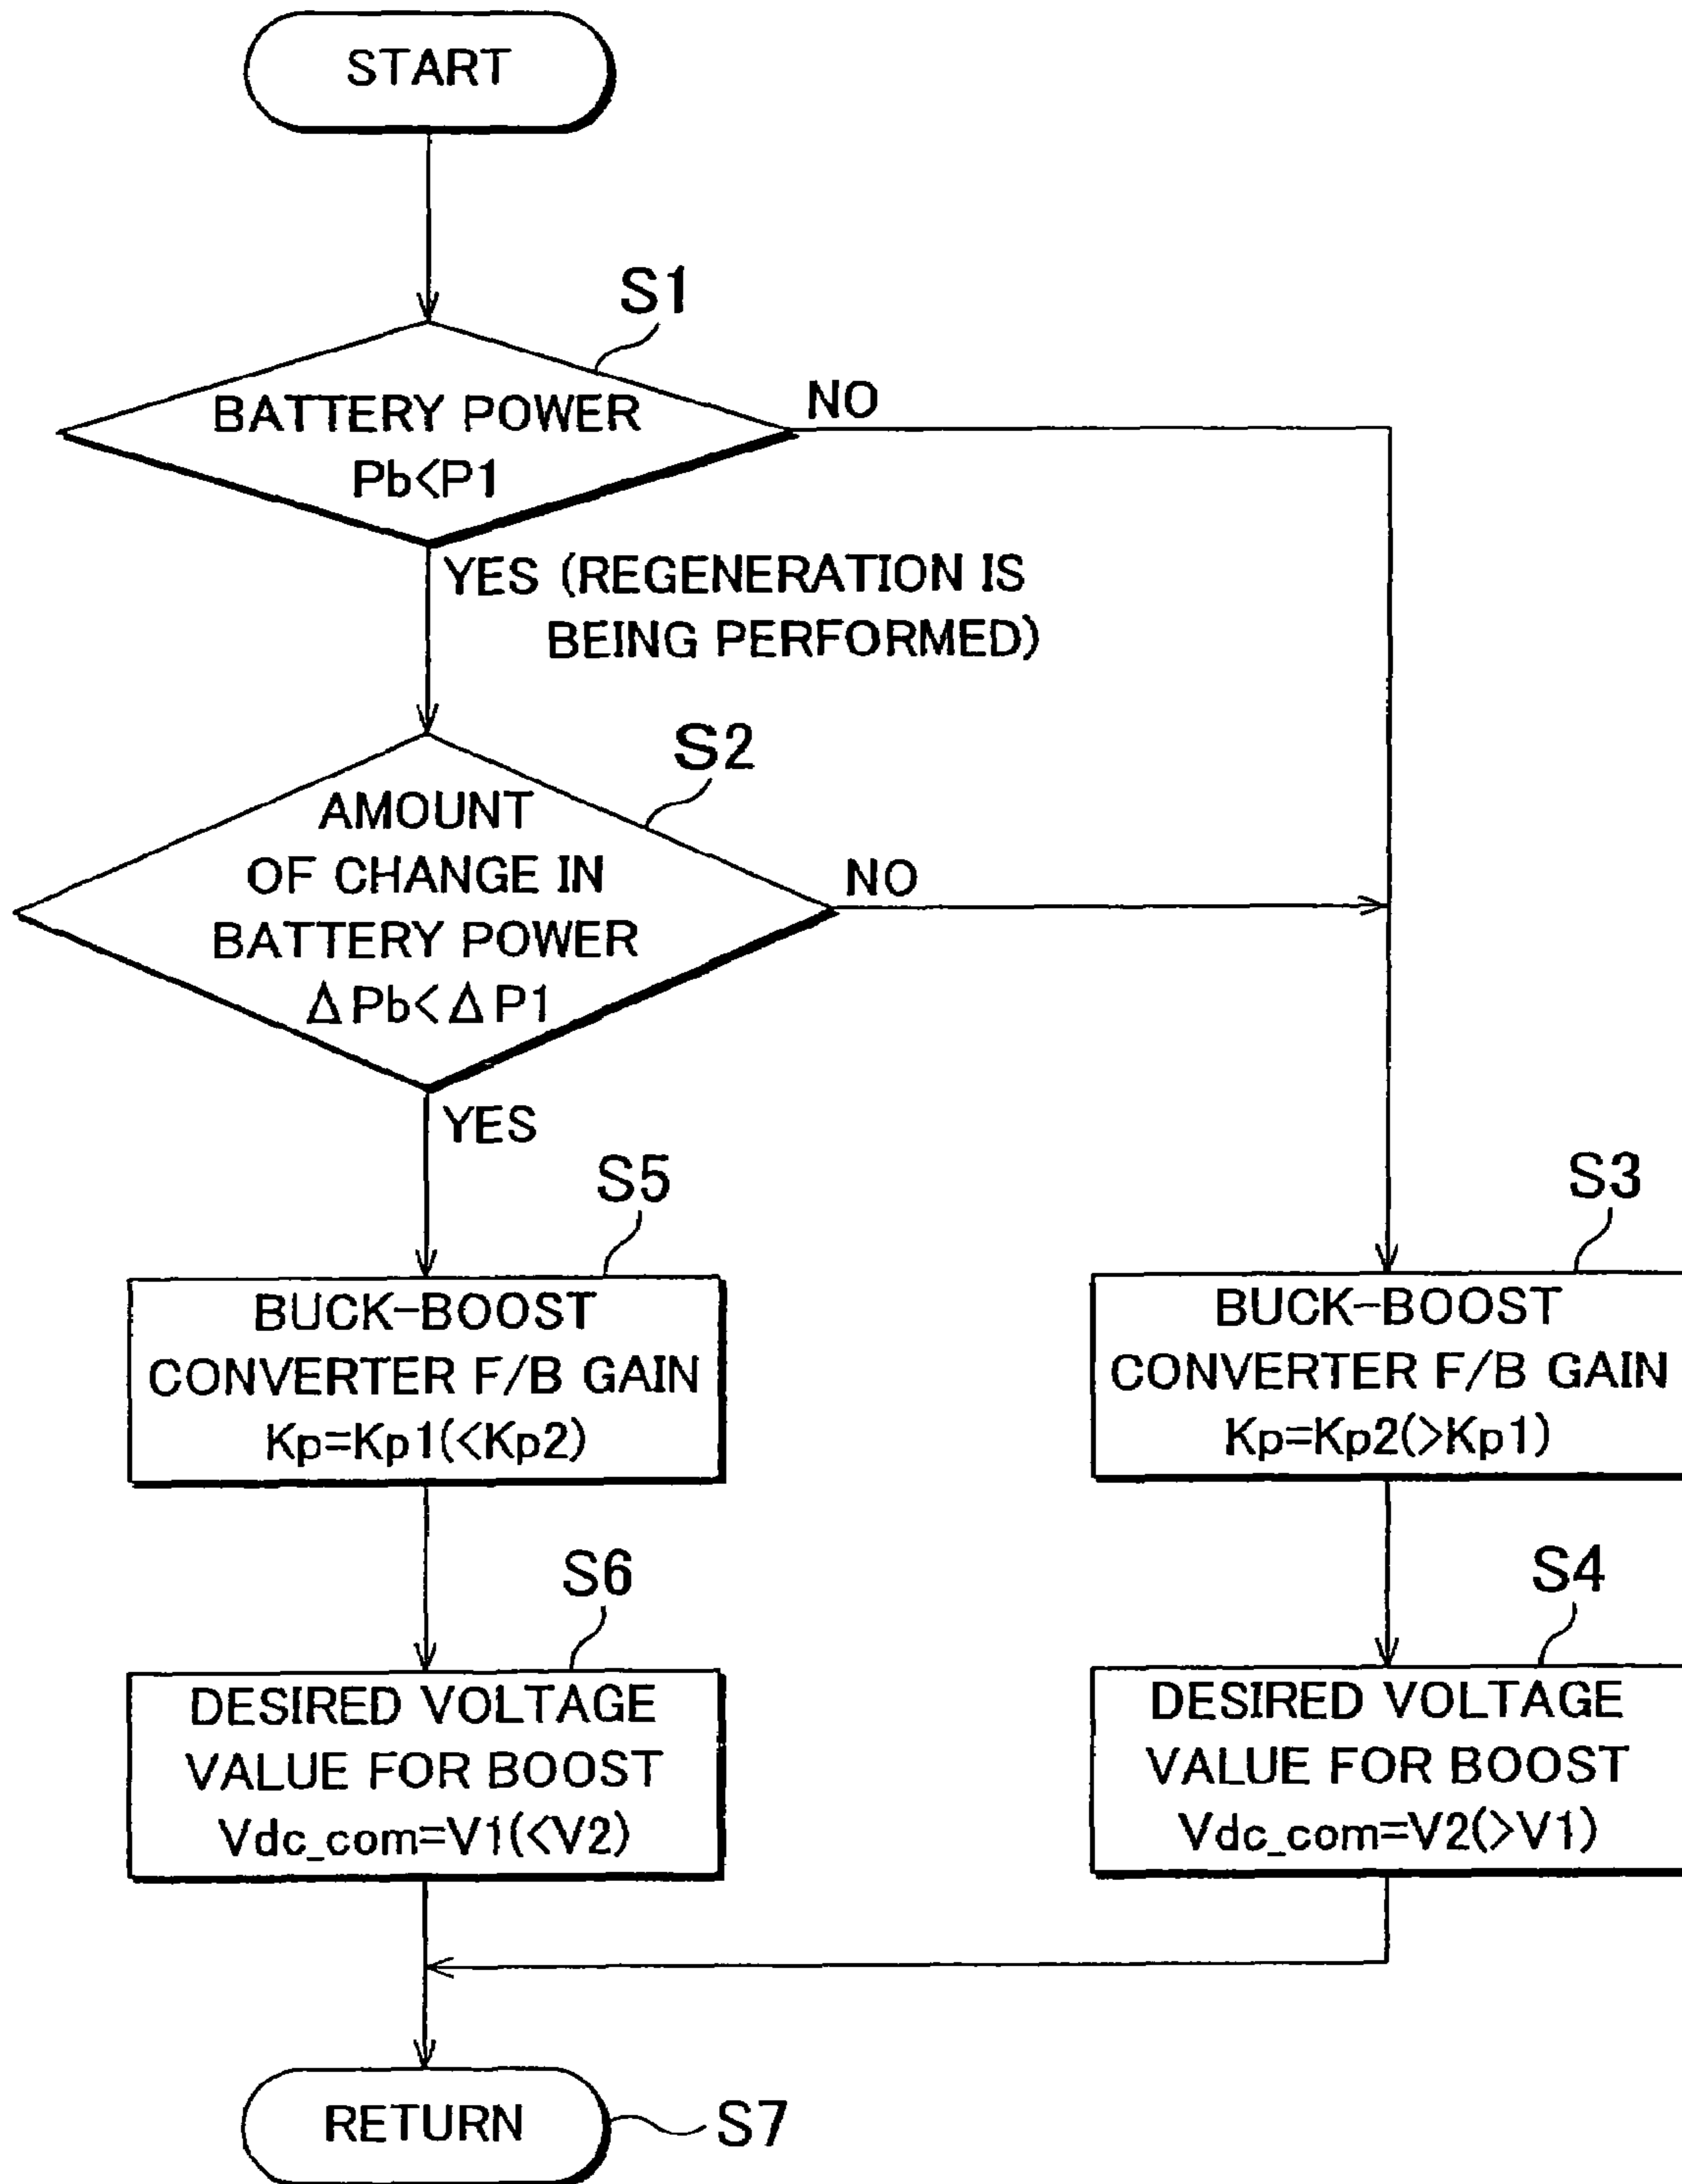 START
S1
BATTERY POWER
Pb<P1
NO
YES (REGENERATION IS
BEING PERFORMED)
S2
AMOUNT
OF CHANGE IN
BATTERY POWER
ΔPb<ΔP1
NO
YES
S5
BUCK-BOOST
CONVERTER F/B GAIN
Kp=Kp1(<Kp2)
S3
BUCK-BOOST
CONVERTER F/B GAIN
Kp=Kp2(>Kp1)
S6
DESIRED VOLTAGE
VALUE FOR BOOST
Vdc_com=V1(<V2)
S4
DESIRED VOLTAGE
VALUE FOR BOOST
Vdc_com=V2(>V1)
RETURN
S7